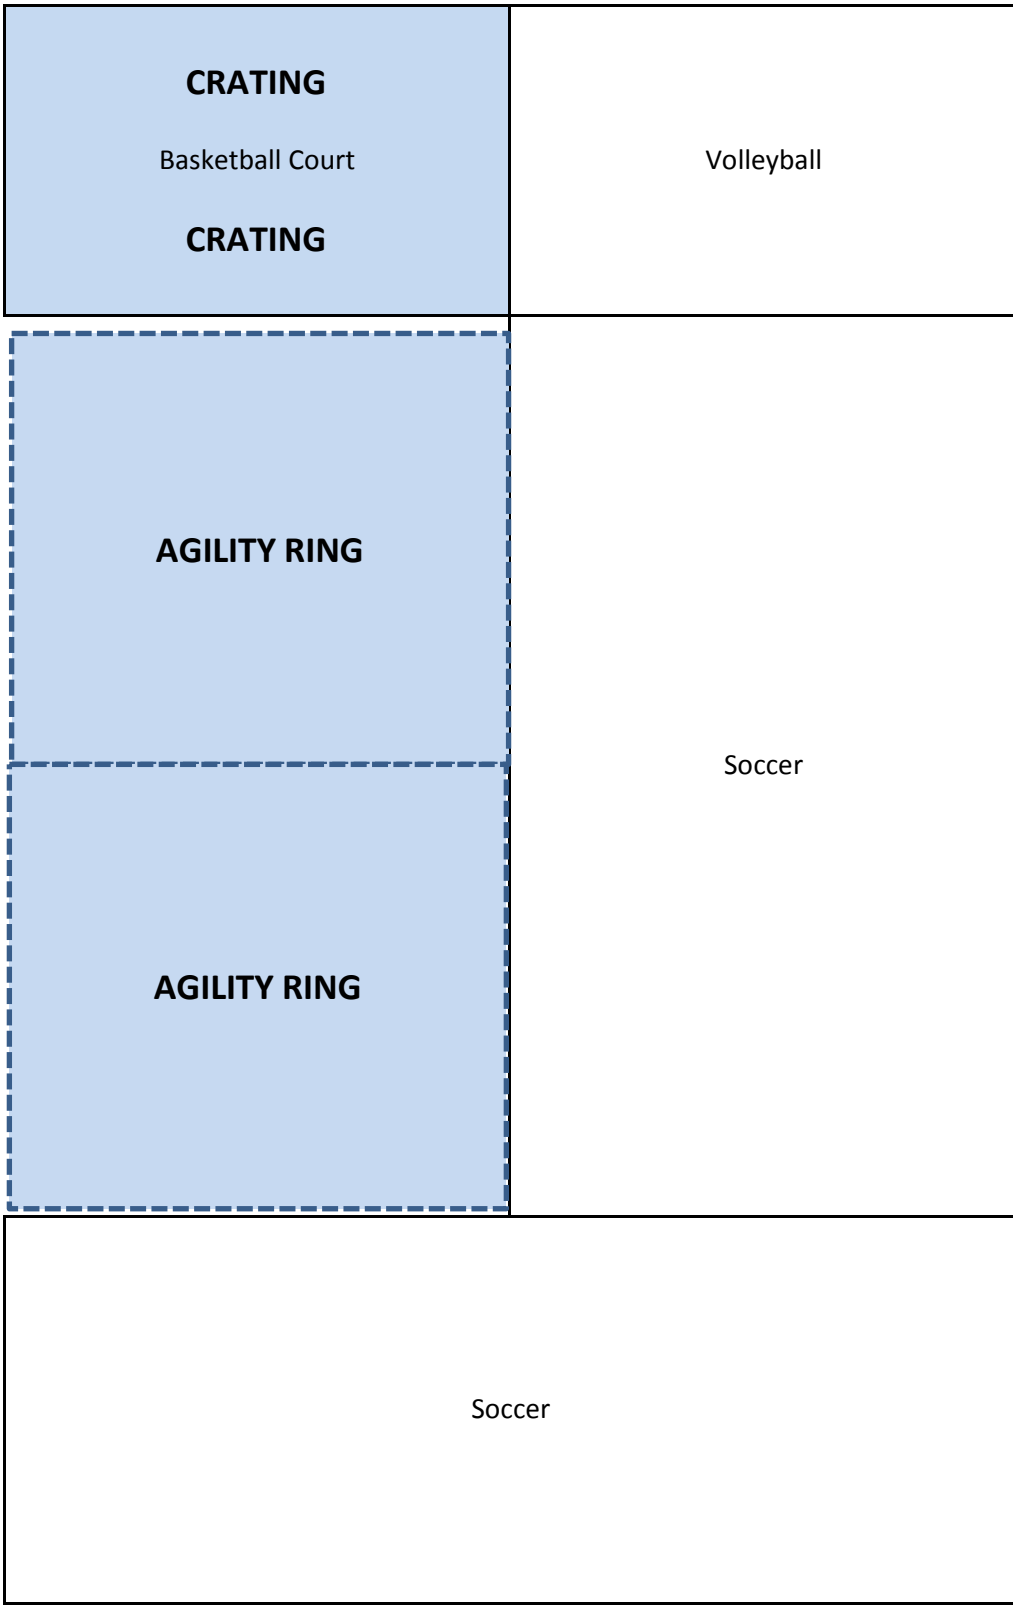 CRATING
Basketball Court
CRATING
Volleyball
AGILITY RING
Soccer
AGILITY RING
Soccer